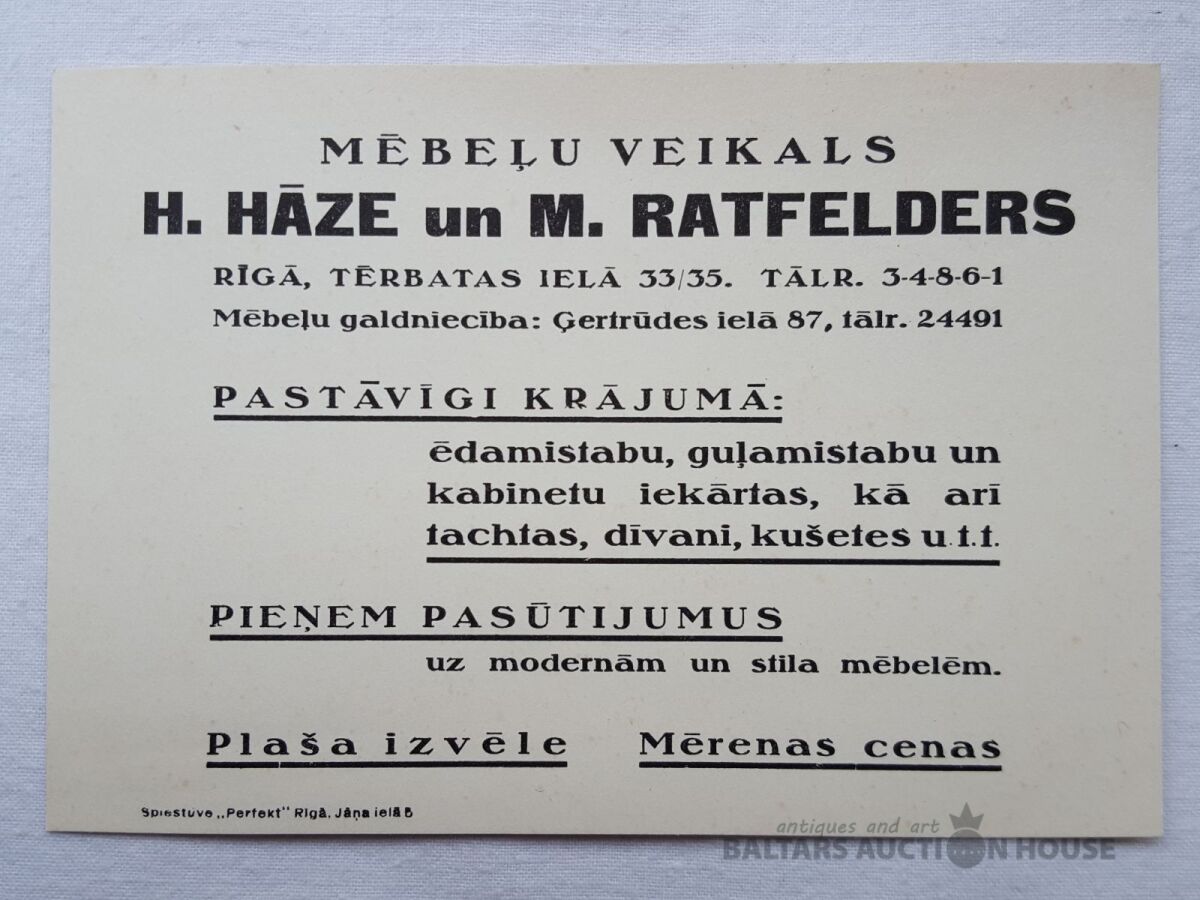 MĒBEĻU VEIKALS
H. HĀZE un M. RATFELDERS
RĪGĀ, TĒRBATAS IELĀ 33/35. TĀLR. 3-4-8-6-1
Mēbeļu galdniecība: Ģertrūdes ielā 87, tālr. 24491
PASTĀVĪGI KRĀJUMĀ:
ēdamistabu, guļamistabu un
kabinetu iekārtas, kā arī
tachtas, dīvani, kušetes u.t.t.
PIEŅEM PASŪTIJUMUS
uz modernām un stila mēbelēm.
Plaša izvēle Mērenas cenas
Spiestuve „Perfekt" Rīgā, Jāņa ielā 5
antiques and art
BALTARS AUCTION HOUSE